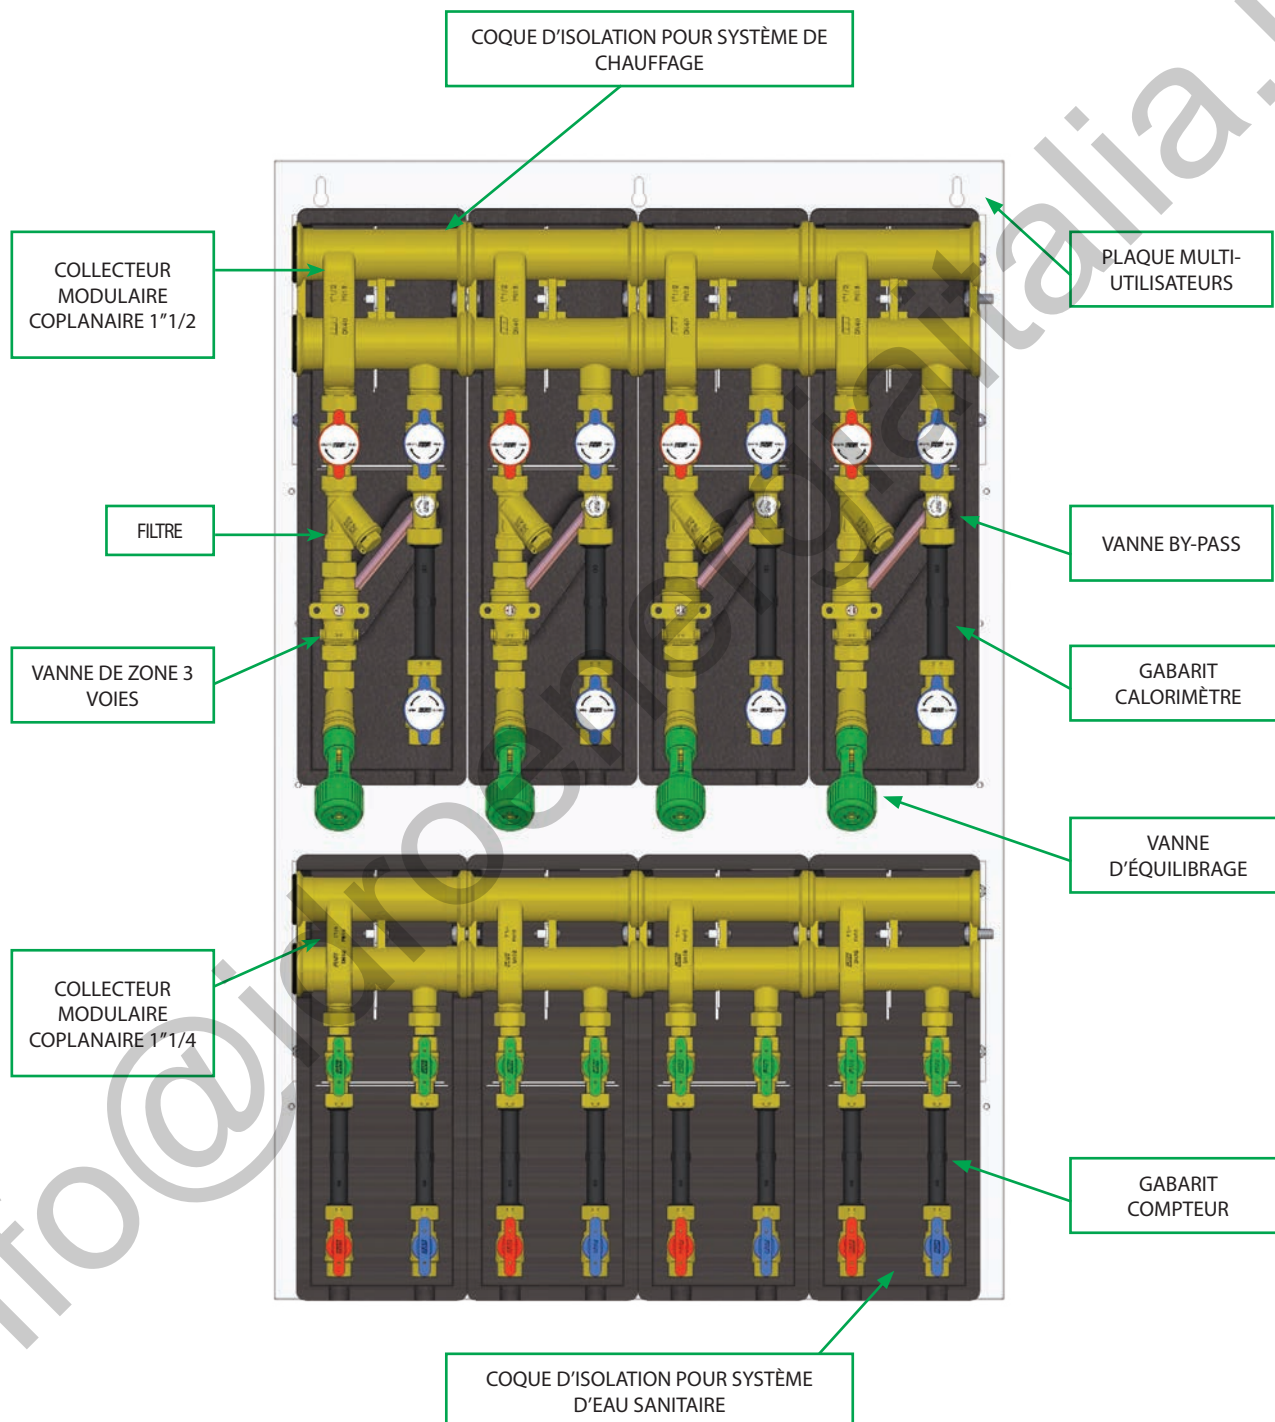 COQUE D’ISOLATION POUR SYSTÈME DE
CHAUFFAGE
COLLECTEUR
MODULAIRE
COPLANAIRE 1”1/2
PLAQUE MULTI-
UTILISATEURS
FILTRE
VANNE BY-PASS
VANNE DE ZONE 3
VOIES
GABARIT
CALORIMÈTRE
VANNE
D’ÉQUILIBRAGE
COLLECTEUR
MODULAIRE
COPLANAIRE 1”1/4
GABARIT
COMPTEUR
COQUE D’ISOLATION POUR SYSTÈME
D’EAU SANITAIRE
fo@idroenergiaitalia.